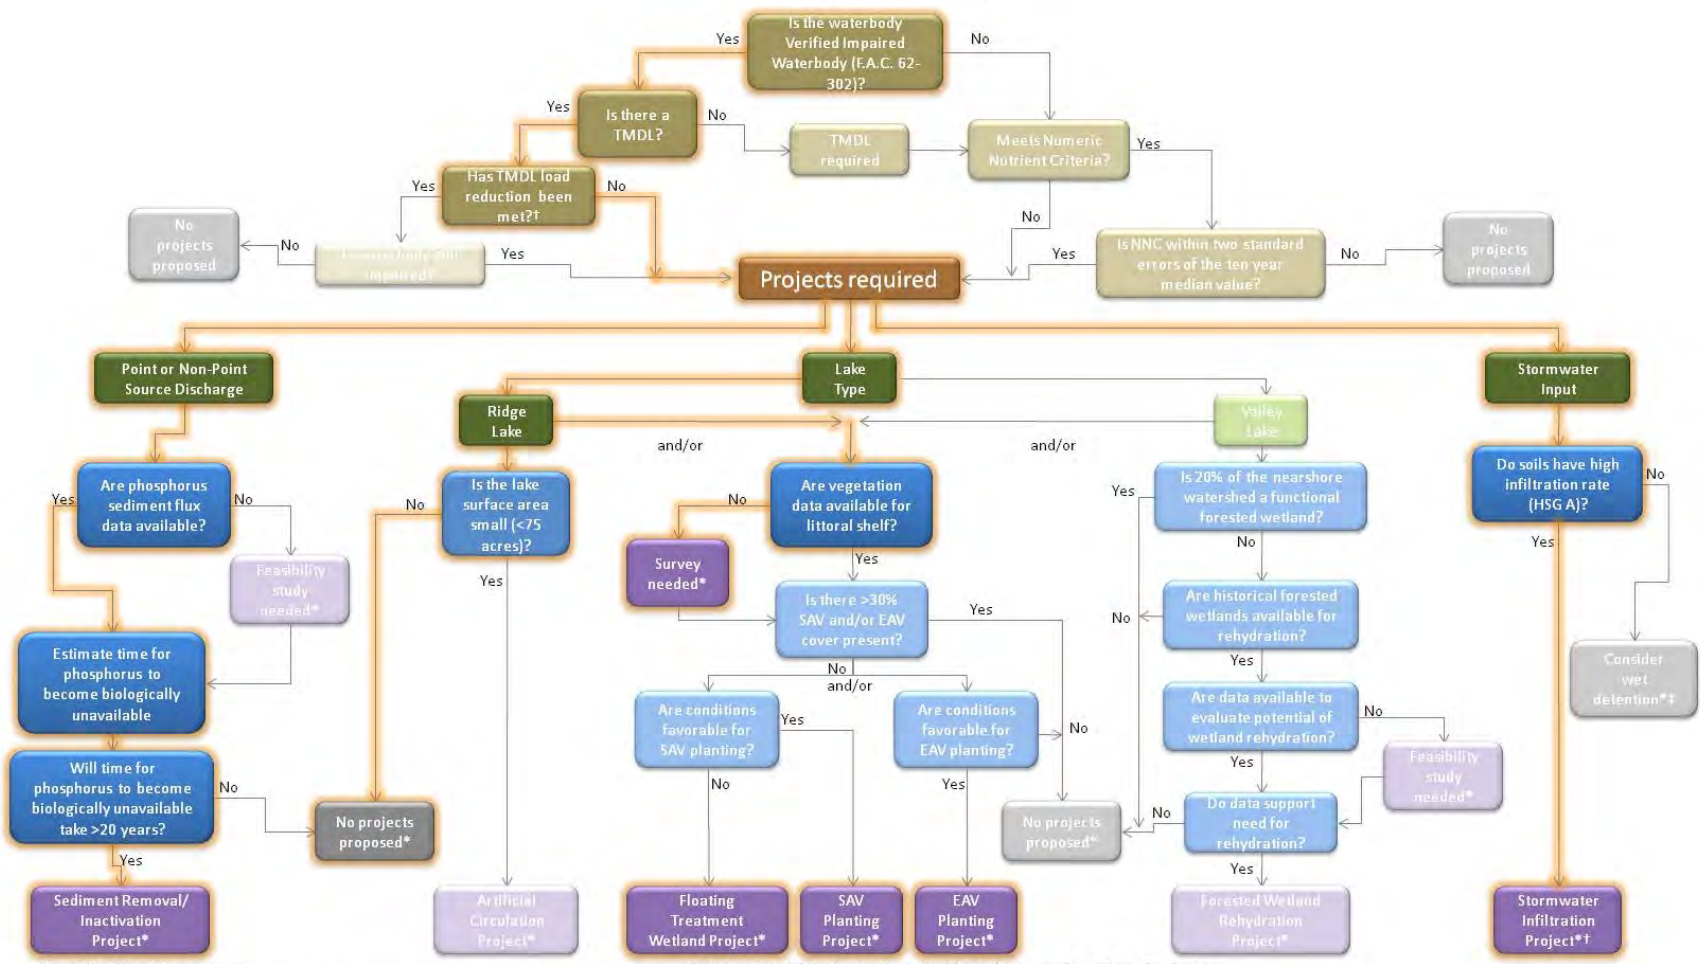 Is the waterbody
Verified Impaired
Waterbody (F.A.C. 62-
302)?
Yes
No
Is there a
TMDL?
Yes
No
TMDL
required
Meets Numeric
Nutrient Criteria?
Yes
No
Has TMDL load
reduction been
met?†
Yes
No
No
projects
proposed
No
impaired?
Yes
Projects required
Yes
Is NNC within two standard
errors of the ten year
median value?
No
No
projects
proposed
Point or Non-Point
Source Discharge
Lake
Type
Stormwater
Input
Ridge
Lake
and/or
Valley
Lake
and/or
Are phosphorus
sediment flux
data available?
Yes
No
Feasibility
study
needed*
Estimate time for
phosphorus to
become biologically
unavailable
Will time for
phosphorus to become
biologically unavailable
take >20 years?
No
Yes
No projects
proposed*
Sediment Removal/
Inactivation
Project*
Is the lake
surface area
small (<75
acres)?
No
Yes
Artificial
Circulation
Project*
Are vegetation
data available for
littoral shelf?
No
Yes
Survey
needed*
Is there >30%
SAV and/or EAV
cover present?
Yes
No
and/or
Are conditions
favorable for
SAV planting?
Yes
No
Are conditions
favorable for
EAV planting?
No
Yes
Floating
Treatment
Wetland Project*
SAV
Planting
Project*
EAV
Planting
Project*
No projects
proposed*
Is 20% of the nearshore
watershed a functional
forested wetland?
Yes
No
Are historical forested
wetlands available for
rehydration?
No
Yes
Are data available to
evaluate potential of
wetland rehydration?
No
Yes
Feasibility
study
needed*
Do data support
need for
rehydration?
No
Yes
Forested Wetland
Rehydration
Project*
Do soils have high
infiltration rate
(HSG A)?
No
Yes
Consider
wet
detention*‡
Stormwater
Infiltration
Project*†